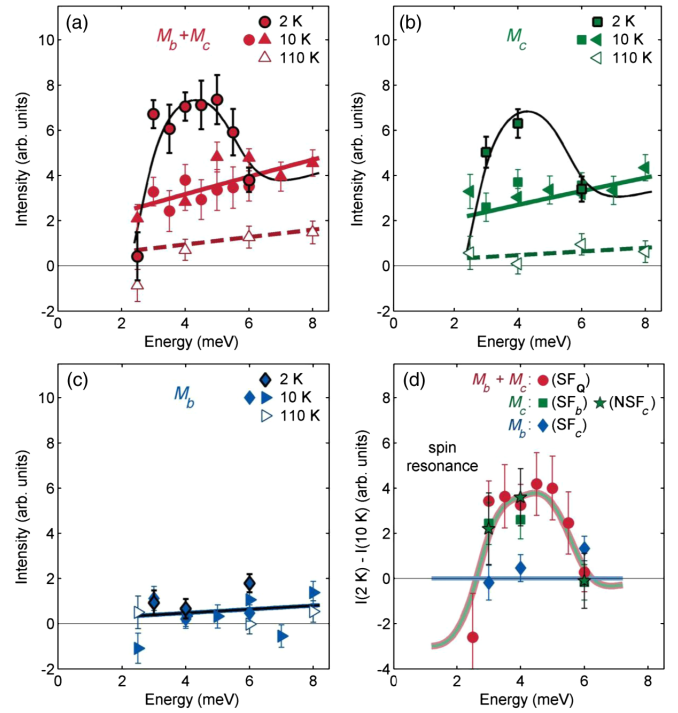 (a)
M_b + M_c
2 K
10 K
110 K
Intensity (arb. units)
10
8
6
4
2
0
-2
0
2
4
6
8
Energy (meV)
(b)
M_c
2 K
10 K
110 K
Intensity (arb. units)
10
8
6
4
2
0
-2
0
2
4
6
8
Energy (meV)
(c)
M_b
2 K
10 K
110 K
Intensity (arb. units)
10
8
6
4
2
0
-2
0
2
4
6
8
Energy (meV)
(d)
M_b + M_c: (SF_Q)
M_c: (SF_b) (NSF_c)
M_b: (SF_c)
spin
resonance
I(2 K) - I(10 K) (arb. units)
8
6
4
2
0
-2
-4
0
2
4
6
8
Energy (meV)